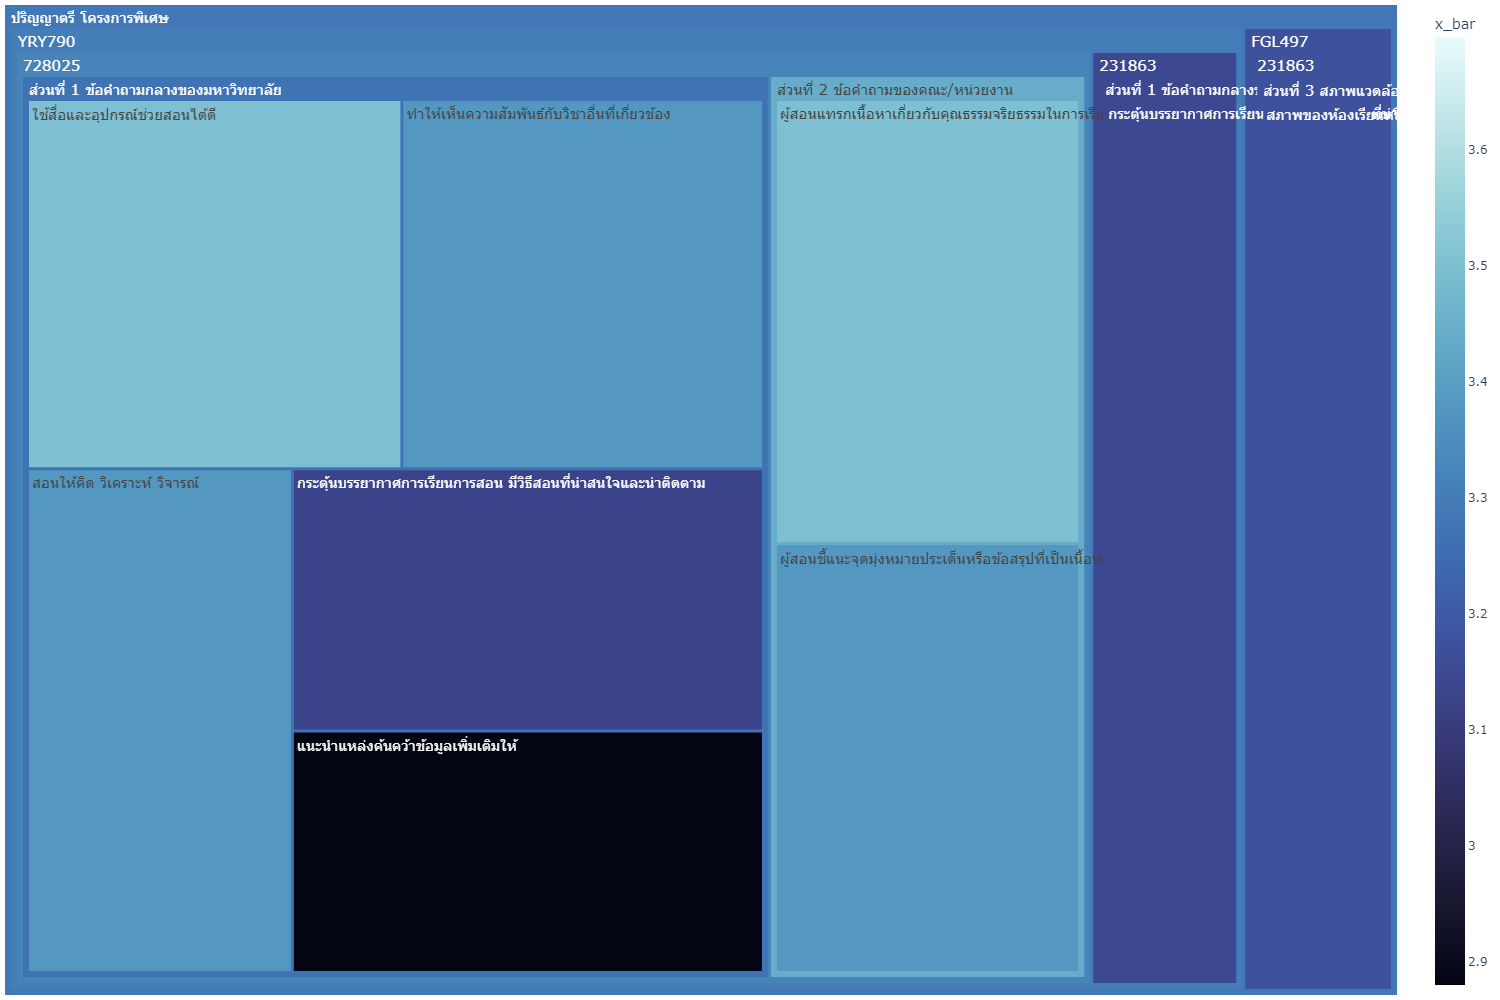 ปริญญาตรี โครงการพิเศษ
x_bar
YRY790
FGL497
728025
231863
231863
ส่วนที่ 1 ข้อคำถามกลางของมหาวิทยาลัย
ส่วนที่ 2 ข้อคำถามของคณะ/หน่วยงาน
ส่วนที่ 1 ข้อคำถามกลาง
ส่วนที่ 3 สภาพแวดล้อ
ใช้สื่อและอุปกรณ์ช่วยสอนได้ดี
ทำให้เห็นความสัมพันธ์กับวิชาอื่นที่เกี่ยวข้อง
ผู้สอนแทรกเนื้อหาเกี่ยวกับคุณธรรมจริยธรรมในการเรีย
กระตุ้นบรรยากาศการเรียน
สภาพของห้องเรียน
สอนให้คิด วิเคราะห์ วิจารณ์
กระตุ้นบรรยากาศการเรียนการสอน มีวิธีสอนที่น่าสนใจและน่าติดตาม
ผู้สอนชี้แนะจุดมุ่งหมายประเด็นหรือข้อสรุปที่เป็นเนื้อห
แนะนำแหล่งค้นคว้าข้อมูลเพิ่มเติมให้
3.6
3.5
3.4
3.3
3.2
3.1
3
2.9